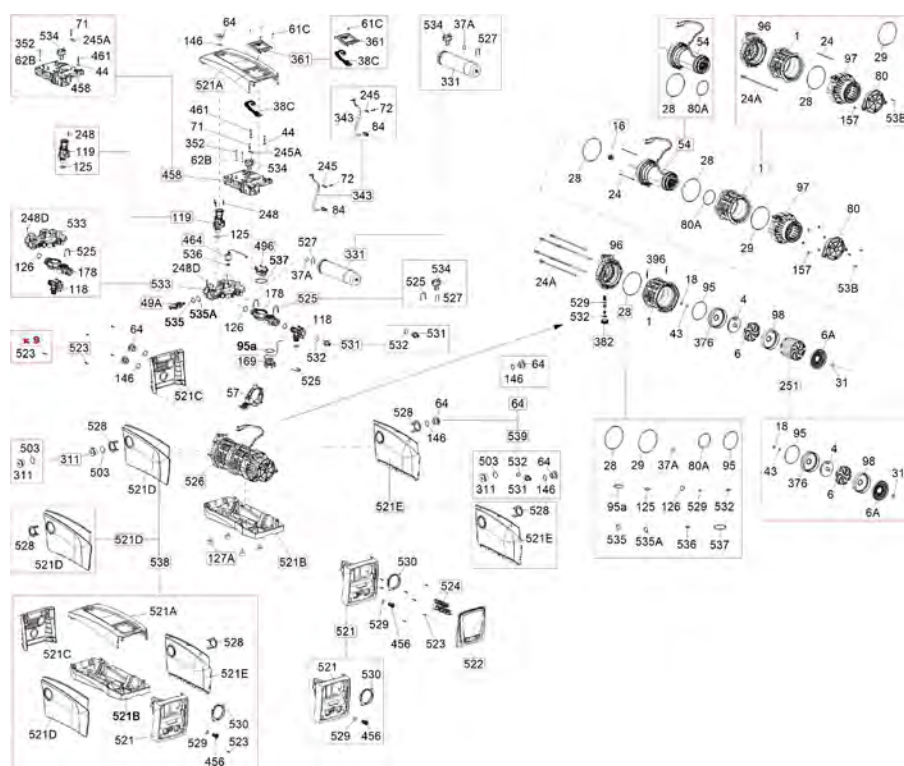 71
352 534 245A
62B 461
44
458
64
61C
146 361
38C
521A
361
61C
361
38C
534 37A
527
331
248
119
125
38C
461
71 44
352
62B 245A
534
458
245
343 72
84
245
72
343
84
248D 533
525
126
178
118
119
248
125
464
536 496
537
527
37A
331
248D
533
178
525
49A
535 535A
126
118
525 534
527
531
532
531
532
95a
169
525
× 9
523
523
64
146
521C
57
64
146
64
539
503
311
528
311
503
521D
526
528 64
146
521E
503 532 64
311 531 146
528
521D
521D
538
127A 521B
528
521E
521A
521C
528
521E
521B
521D
521
530
529
523
456
530
524
529
521 456 523
522
521
530
529 456
54
28 80A
96
1
24
29
97
28
80
24A
157 53B
16
54
28
28
24
80A
1
97
29
80
157
53B
96
24A
396
18
95
4
529
532
28
1
43
376
98
6
6A
382
251
31
28 29 37A 80A 95
95a 125 126 529 532
535 535A 536 537
18
95
4
43
376
98
6
31
6A